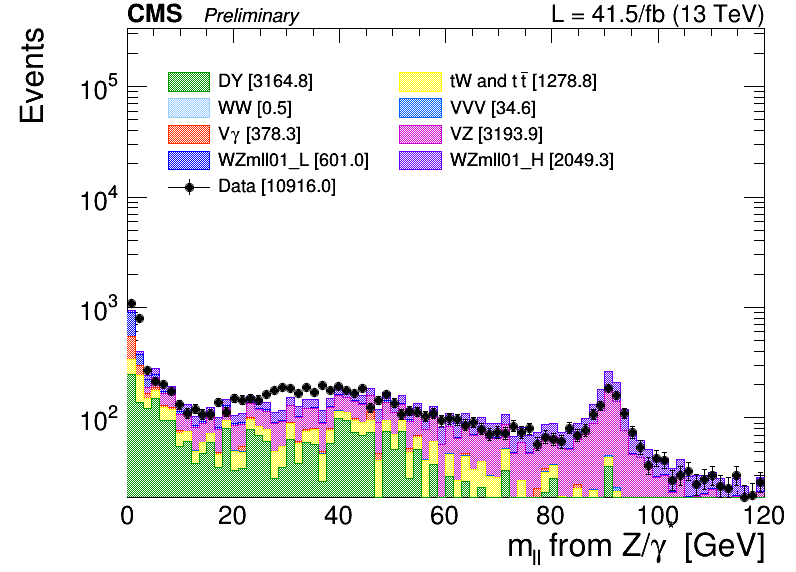 CMS Preliminary L = 41.5/fb (13 TeV)
Events
10⁵
10⁴
10³
10²
DY [3164.8] tW and tt̅ [1278.8]
WW [0.5] VVV [34.6]
Vγ [378.3] VZ [3193.9]
WZmll01_L [601.0] WZmll01_H [2049.3]
Data [10916.0]
0 20 40 60 80 100 120
m_ll from Z/γ* [GeV]